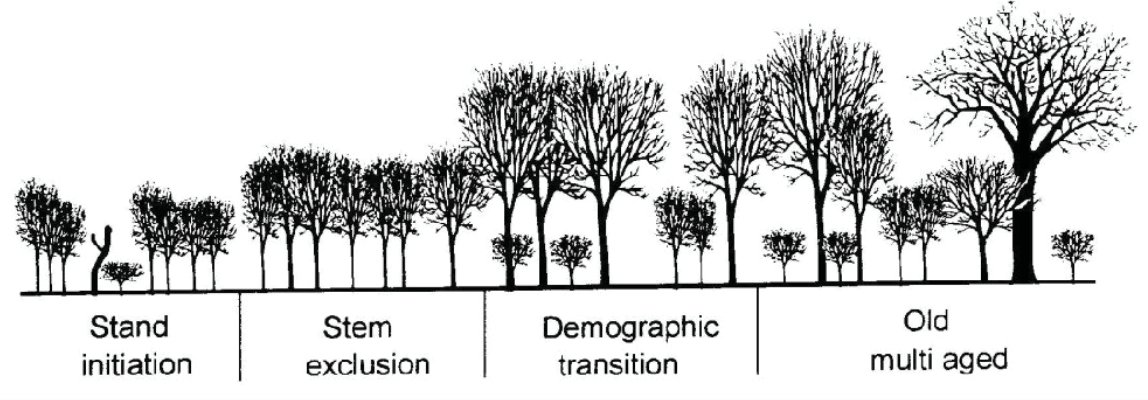 Stand
initiation
Stem
exclusion
Demographic
transition
Old
multi aged